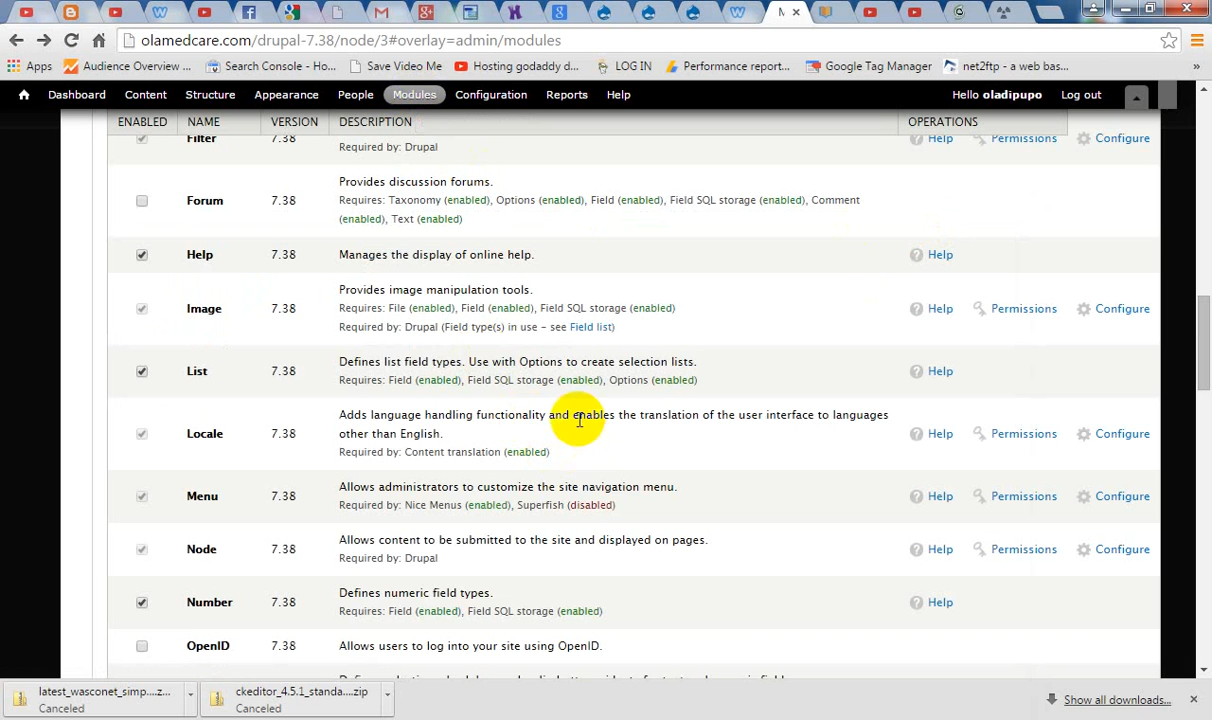 M
olamedcare.com/drupal-7.38/node/3#overlay=admin/modules
Apps Audience Overview ... Search Console - Ho... Save Video Me Hosting godaddy d... LOG IN Performance report... Google Tag Manager net2ftp - a web bas... »
Dashboard Content Structure Appearance People Modules Configuration Reports Help Hello oladipupo Log out
ENABLED NAME VERSION DESCRIPTION OPERATIONS
Filter 7.38 Help Permissions Configure
Required by: Drupal
Provides discussion forums.
Forum 7.38 Requires: Taxonomy (enabled), Options (enabled), Field (enabled), Field SQL storage (enabled), Comment
(enabled), Text (enabled)
Help 7.38 Manages the display of online help. Help
Provides image manipulation tools.
Image 7.38 Requires: File (enabled), Field (enabled), Field SQL storage (enabled) Help Permissions Configure
Required by: Drupal (Field type(s) in use - see Field list)
Defines list field types. Use with Options to create selection lists.
List 7.38 Help
Requires: Field (enabled), Field SQL storage (enabled), Options (enabled)
Adds language handling functionality and enables the translation of the user interface to languages
Locale 7.38 other than English. Help Permissions Configure
Required by: Content translation (enabled)
Allows administrators to customize the site navigation menu.
Menu 7.38 Help Permissions Configure
Required by: Nice Menus (enabled), Superfish (disabled)
Allows content to be submitted to the site and displayed on pages.
Node 7.38 Help Permissions Configure
Required by: Drupal
Defines numeric field types.
Number 7.38 Help
Requires: Field (enabled), Field SQL storage (enabled)
OpenID 7.38 Allows users to log into your site using OpenID.
latest_wasconet_simp....z... ckeditor_4.5.1_standa....zip Show all downloads...
Canceled Canceled